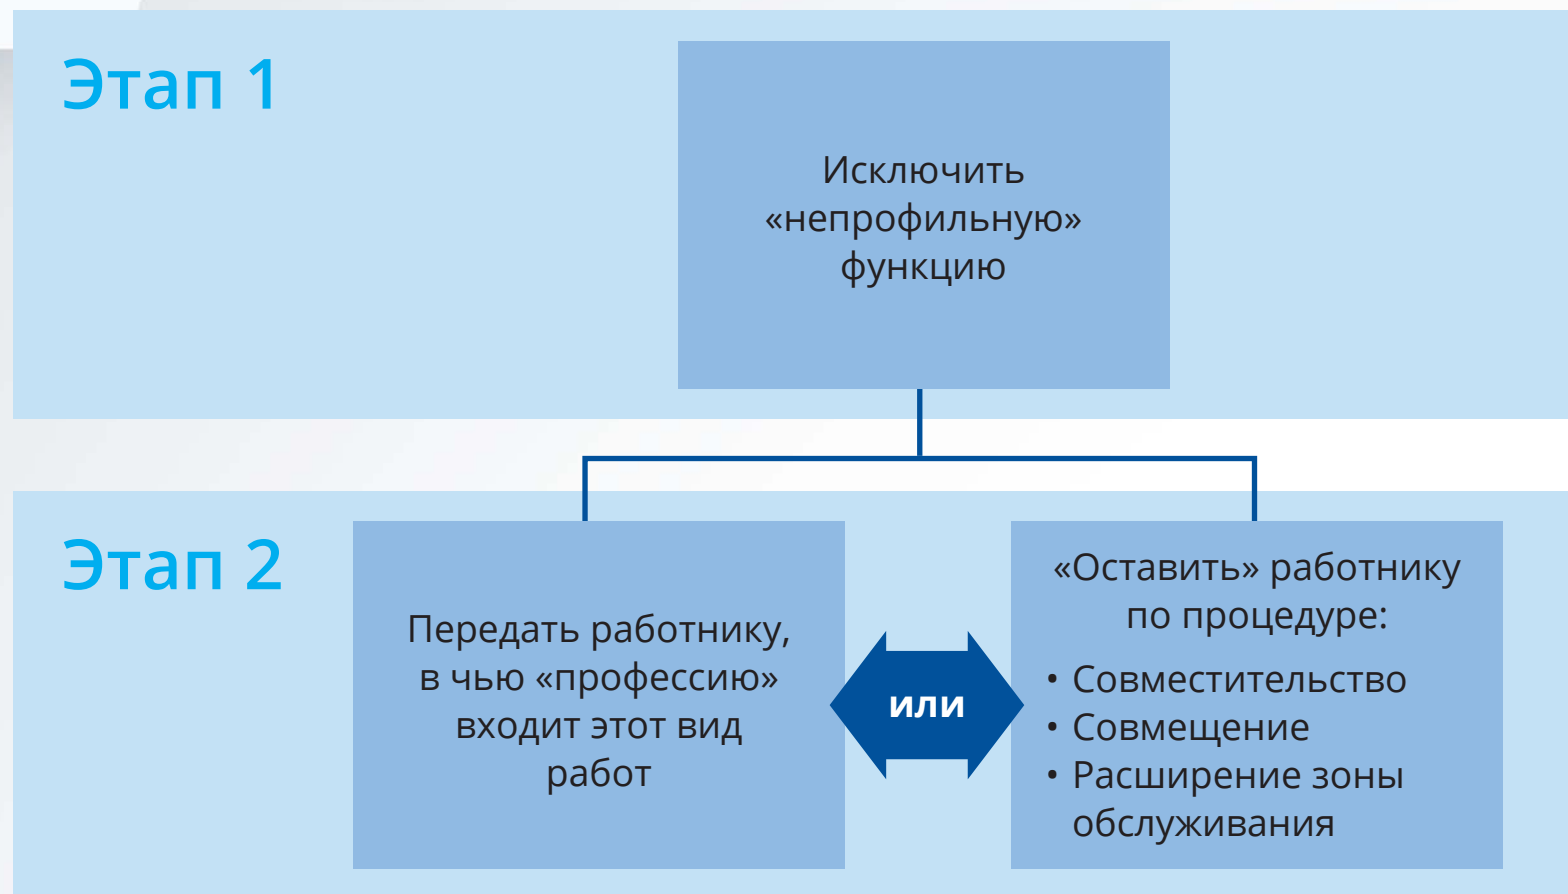 Этап 1
Исключить
«непрофильную»
функцию
Этап 2
Передать работнику,
в чью «профессию»
входит этот вид
работ
или
«Оставить» работнику
по процедуре:
• Совместительство
• Совмещение
• Расширение зоны
обслуживания